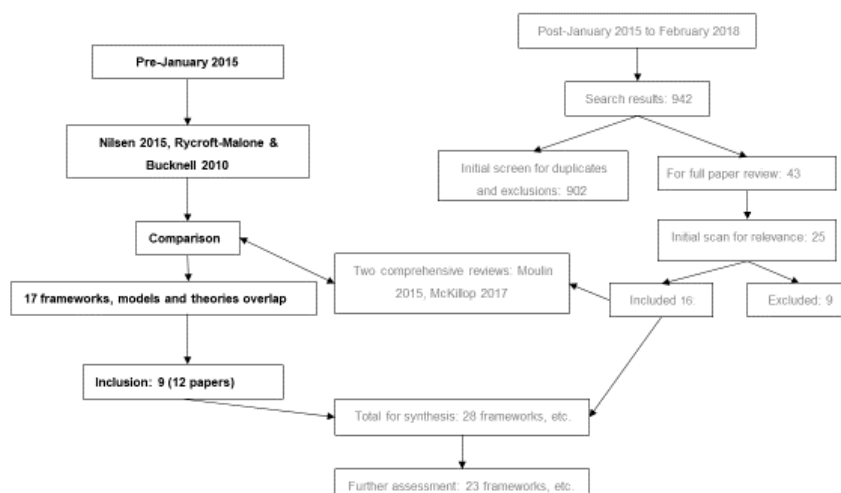 Post-January 2015 to February 2018
Pre-January 2015
Search results: 942
Nilsen 2015, Rycroft-Malone &
Bucknell 2010
Initial screen for duplicates
and exclusions: 902
For full paper review: 43
Comparison
Initial scan for relevance: 25
Two comprehensive reviews: Moulin
2015, McKillop 2017
17 frameworks, models and theories overlap
Included 16:
Excluded: 9
Inclusion: 9 (12 papers)
Total for synthesis: 28 frameworks, etc.
Further assessment: 23 frameworks, etc.